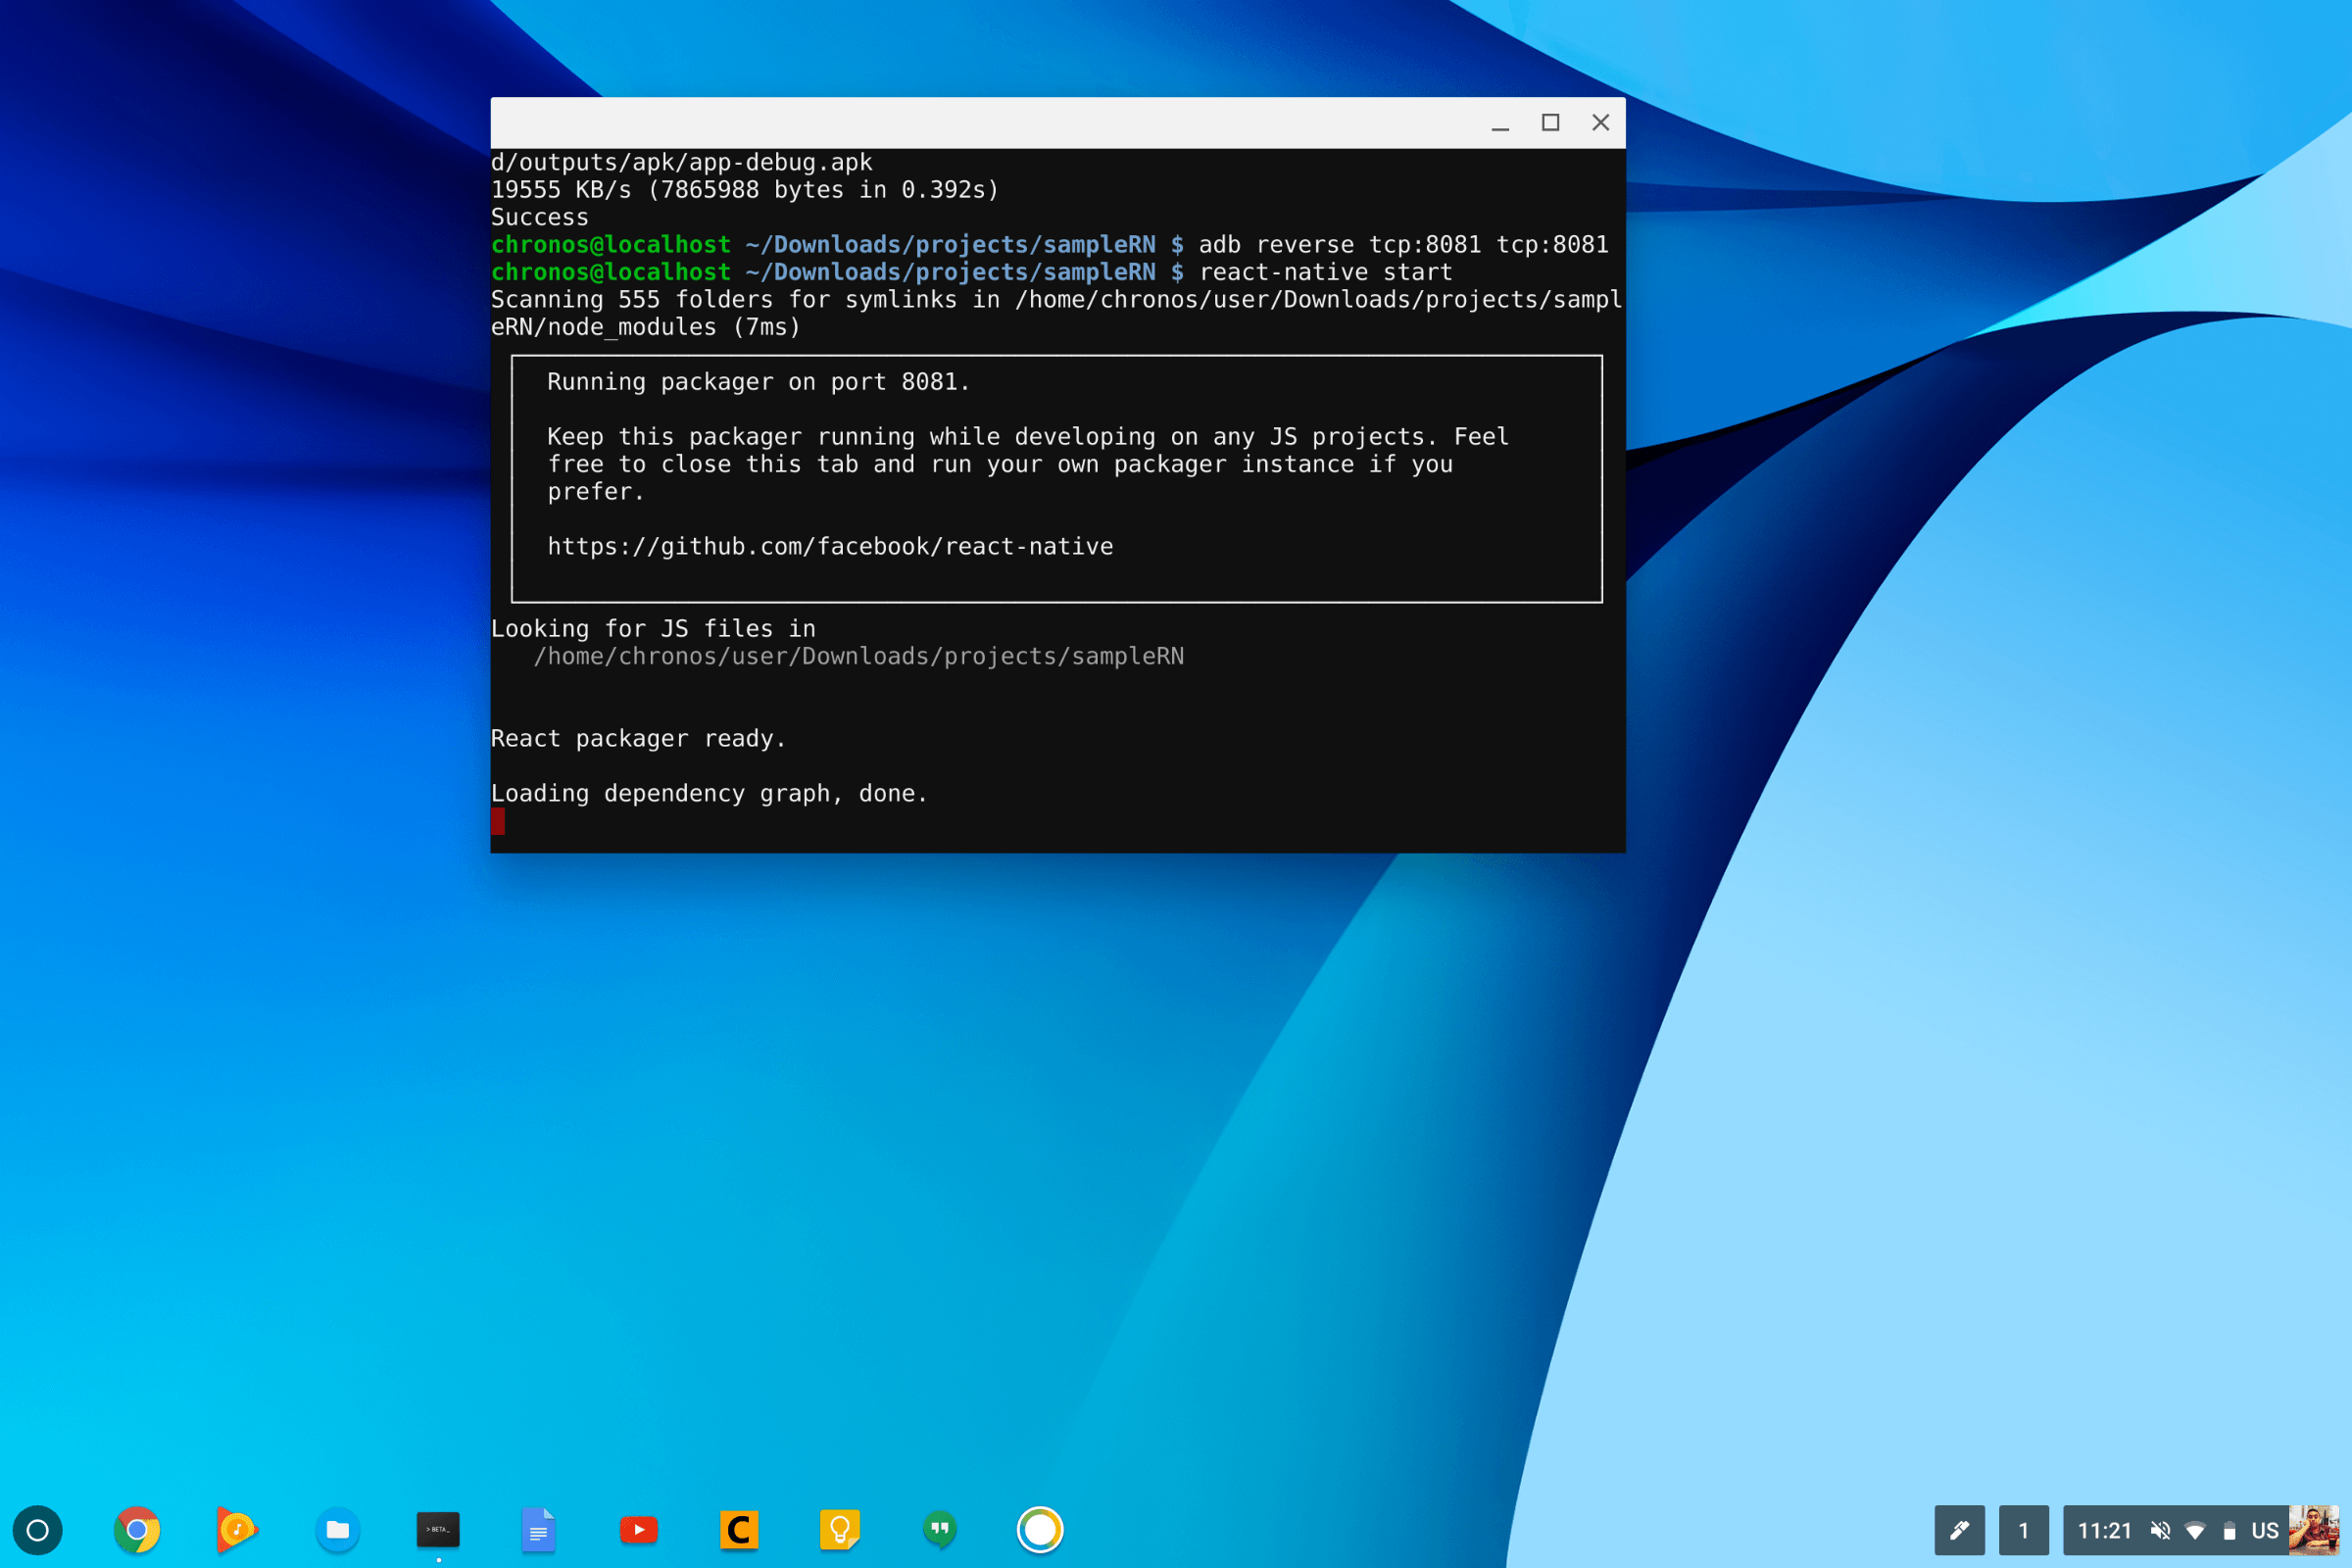 d/outputs/apk/app-debug.apk
19555 KB/s (7865988 bytes in 0.392s)
Success
chronos@localhost ~/Downloads/projects/sampleRN $ adb reverse tcp:8081 tcp:8081
chronos@localhost ~/Downloads/projects/sampleRN $ react-native start
Scanning 555 folders for symlinks in /home/chronos/user/Downloads/projects/sampl
eRN/node_modules (7ms)
Running packager on port 8081.
Keep this packager running while developing on any JS projects. Feel
free to close this tab and run your own packager instance if you
prefer.
https://github.com/facebook/react-native
Looking for JS files in
/home/chronos/user/Downloads/projects/sampleRN
React packager ready.
Loading dependency graph, done.
> BETA_
C
1
11:21 US